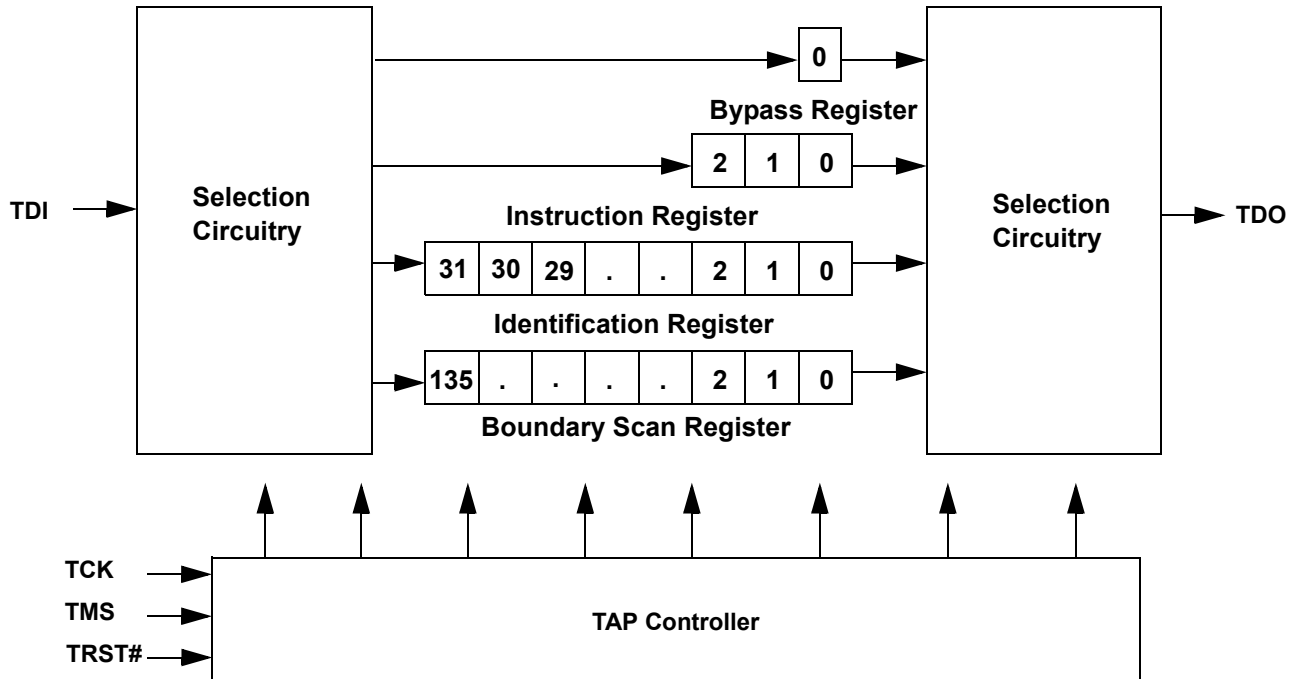 0
Bypass Register
2 1 0
TDI
Selection
Circuitry
Instruction Register
Selection
Circuitry
TDO
31 30 29 . . 2 1 0
Identification Register
135 . . . . 2 1 0
Boundary Scan Register
TCK
TMS
TRST#
TAP Controller